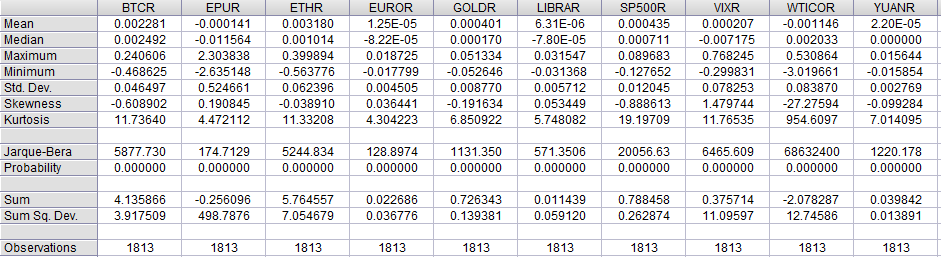 BTCR EPUR ETHR EUROR GOLDR LIBRAR SP500R VIXR WTICOR YUANR
Mean 0.002281 -0.000141 0.003180 1.25E-05 0.000401 6.31E-06 0.000435 0.000207 -0.001146 2.20E-05
Median 0.002492 -0.011564 0.001014 -8.22E-05 0.000170 -7.80E-05 0.000711 -0.007175 0.002033 0.000000
Maximum 0.240606 2.303838 0.399894 0.018725 0.051334 0.031547 0.089683 0.768245 0.530864 0.015644
Minimum -0.468625 -2.635148 -0.563776 -0.017799 -0.052646 -0.031368 -0.127652 -0.299831 -3.019661 -0.015854
Std. Dev. 0.046497 0.524661 0.062396 0.004505 0.008770 0.005712 0.012045 0.078253 0.083870 0.002769
Skewness -0.608902 0.190845 -0.038910 0.036441 -0.191634 0.053449 -0.888613 1.479744 -27.27594 -0.099284
Kurtosis 11.73640 4.472112 11.33208 4.304223 6.850922 5.748082 19.19709 11.76535 954.6097 7.014095
Jarque-Bera 5877.730 174.7129 5244.834 128.8974 1131.350 571.3506 20056.63 6465.609 68632400 1220.178
Probability 0.000000 0.000000 0.000000 0.000000 0.000000 0.000000 0.000000 0.000000 0.000000 0.000000
Sum 4.135866 -0.256096 5.764557 0.022686 0.726343 0.011439 0.788458 0.375714 -2.078287 0.039842
Sum Sq. Dev. 3.917509 498.7876 7.054679 0.036776 0.139381 0.059120 0.262874 11.09597 12.74586 0.013891
Observations 1813 1813 1813 1813 1813 1813 1813 1813 1813 1813